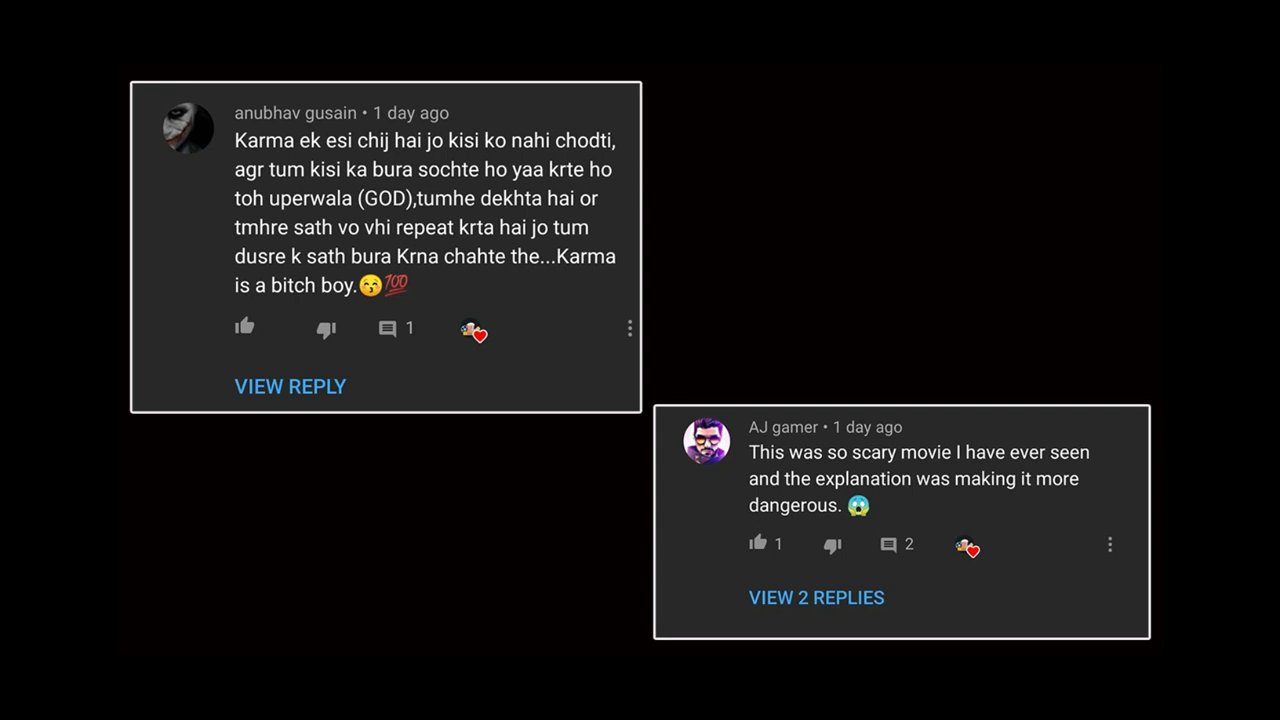 anubhav gusain • 1 day ago
Karma ek esi chij hai jo kisi ko nahi chodti,
agr tum kisi ka bura sochte ho yaa krte ho
toh uperwala (GOD),tumhe dekhta hai or
tmhre sath vo vhi repeat krta hai jo tum
dusre k sath bura Krna chahte the...Karma
is a bitch boy.😚💯
1
VIEW REPLY
AJ gamer • 1 day ago
This was so scary movie I have ever seen
and the explanation was making it more
dangerous. 😱
1 2
VIEW 2 REPLIES